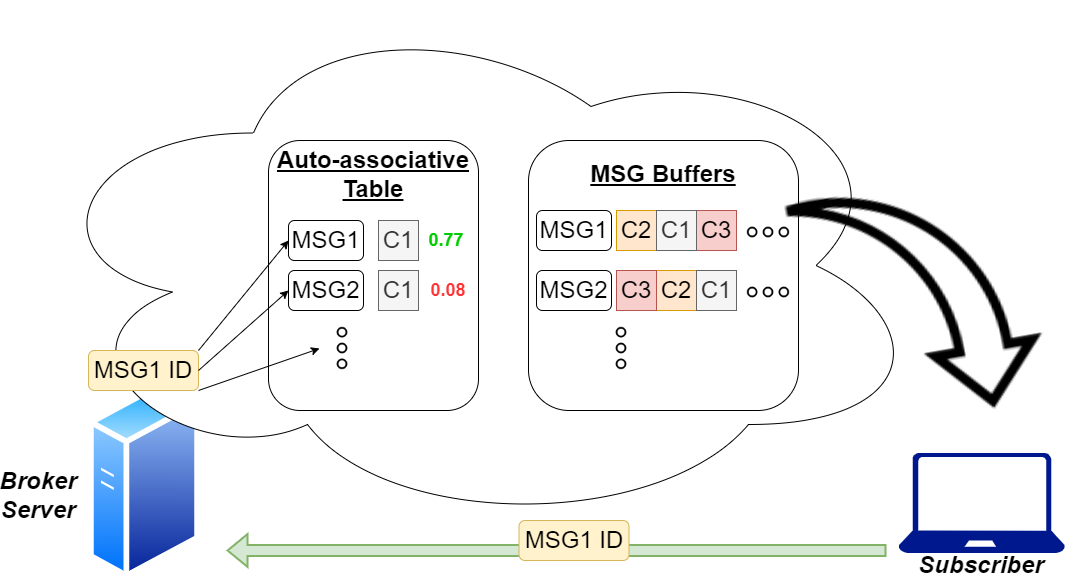 Auto-associative
Table
MSG1 C1 0.77
MSG2 C1 0.08
MSG Buffers
MSG1 C2 C1 C3
MSG2 C3 C2 C1
MSG1 ID
Broker
Server
MSG1 ID
Subscriber